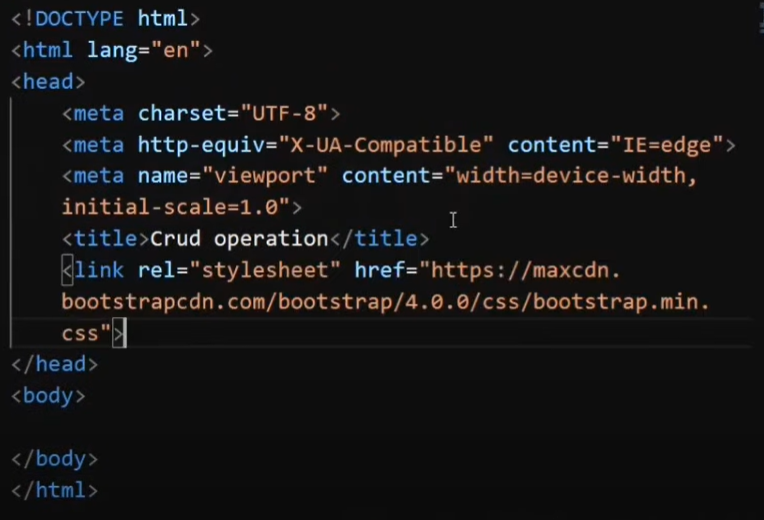 <!DOCTYPE html>
<html lang="en">
<head>
<meta charset="UTF-8">
<meta http-equiv="X-UA-Compatible" content="IE=edge">
<meta name="viewport" content="width=device-width,
initial-scale=1.0">
<title>Crud operation</title>
<link rel="stylesheet" href="https://maxcdn.
bootstrapcdn.com/bootstrap/4.0.0/css/bootstrap.min.
css">
</head>
<body>
</body>
</html>